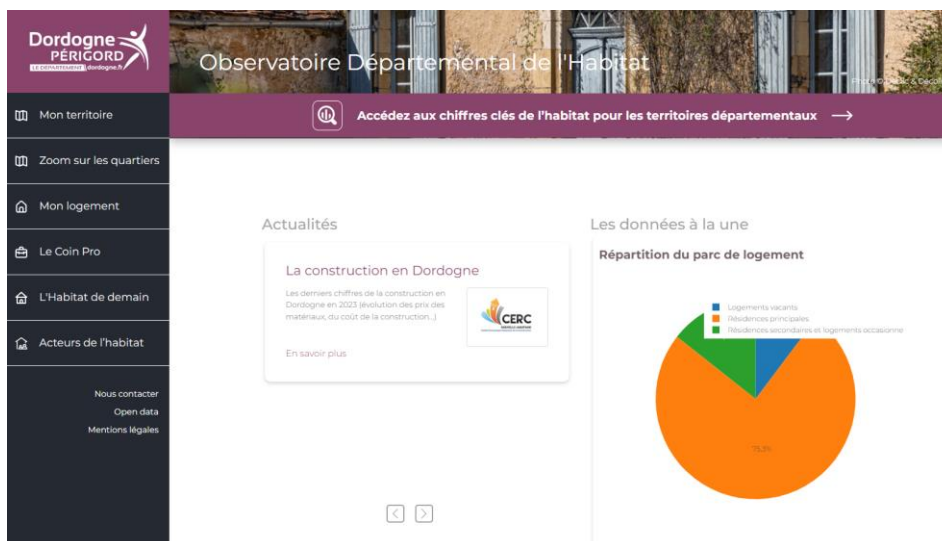 Dordogne
PÉRIGORD
LE DÉPARTEMENT dordogne.fr
Observatoire Départemental de l'Habitat
Accédez aux chiffres clés de l'habitat pour les territoires départementaux
Mon territoire
Zoom sur les quartiers
Mon logement
Le Coin Pro
L'Habitat de demain
Acteurs de l'habitat
Nous contacter
Open data
Mentions légales
Actualités
La construction en Dordogne
Les derniers chiffres de la construction en
Dordogne en 2023 (évolution des prix des
matériaux, du coût de la construction...)
CERC
En savoir plus
Les données à la une
Répartition du parc de logement
Logements vacants
Résidences principales
Résidences secondaires et logements occasionne